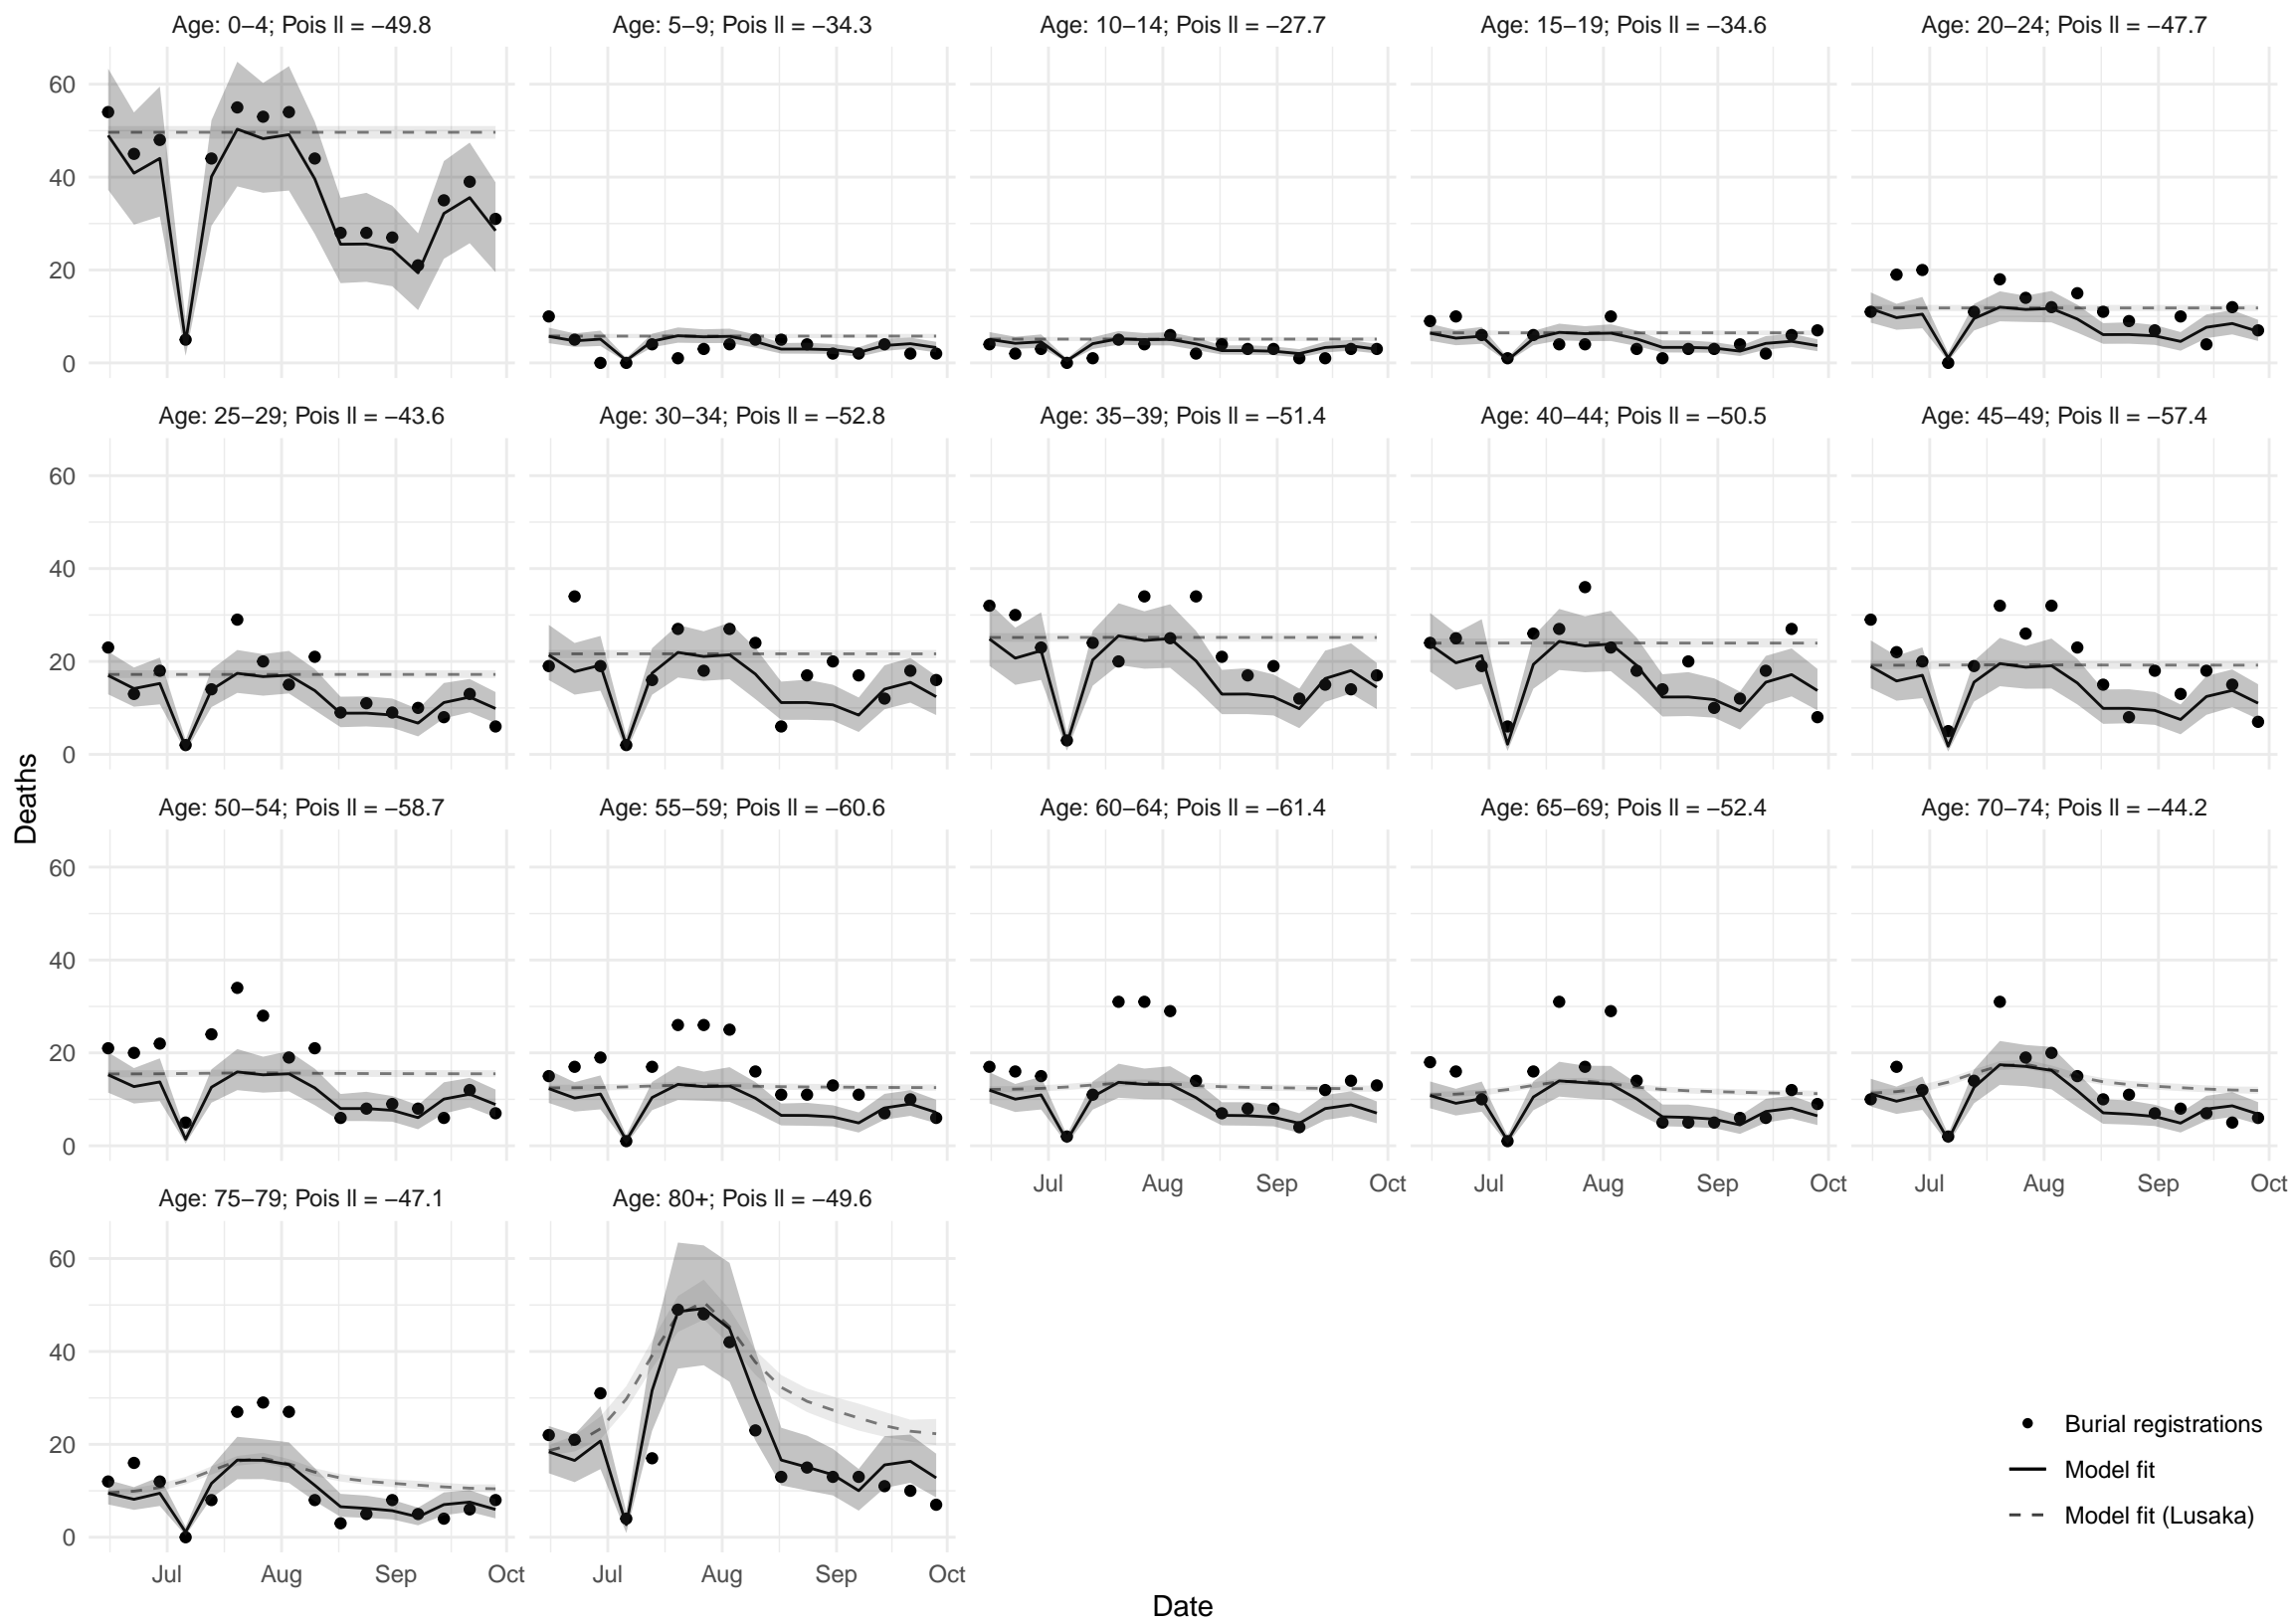 Age: 0−4; Pois ll = −49.8
Age: 5−9; Pois ll = −34.3
Age: 10−14; Pois ll = −27.7
Age: 15−19; Pois ll = −34.6
Age: 20−24; Pois ll = −47.7
60
40
20
0
Age: 25−29; Pois ll = −43.6
Age: 30−34; Pois ll = −52.8
Age: 35−39; Pois ll = −51.4
Age: 40−44; Pois ll = −50.5
Age: 45−49; Pois ll = −57.4
60
40
20
0
Deaths
Age: 50−54; Pois ll = −58.7
Age: 55−59; Pois ll = −60.6
Age: 60−64; Pois ll = −61.4
Age: 65−69; Pois ll = −52.4
Age: 70−74; Pois ll = −44.2
60
40
20
0
Jul Aug Sep Oct
Jul Aug Sep Oct
Jul Aug Sep Oct
Age: 75−79; Pois ll = −47.1
Age: 80+; Pois ll = −49.6
60
40
20
0
Jul Aug Sep Oct
Jul Aug Sep Oct
Burial registrations
Model fit
Model fit (Lusaka)
Date